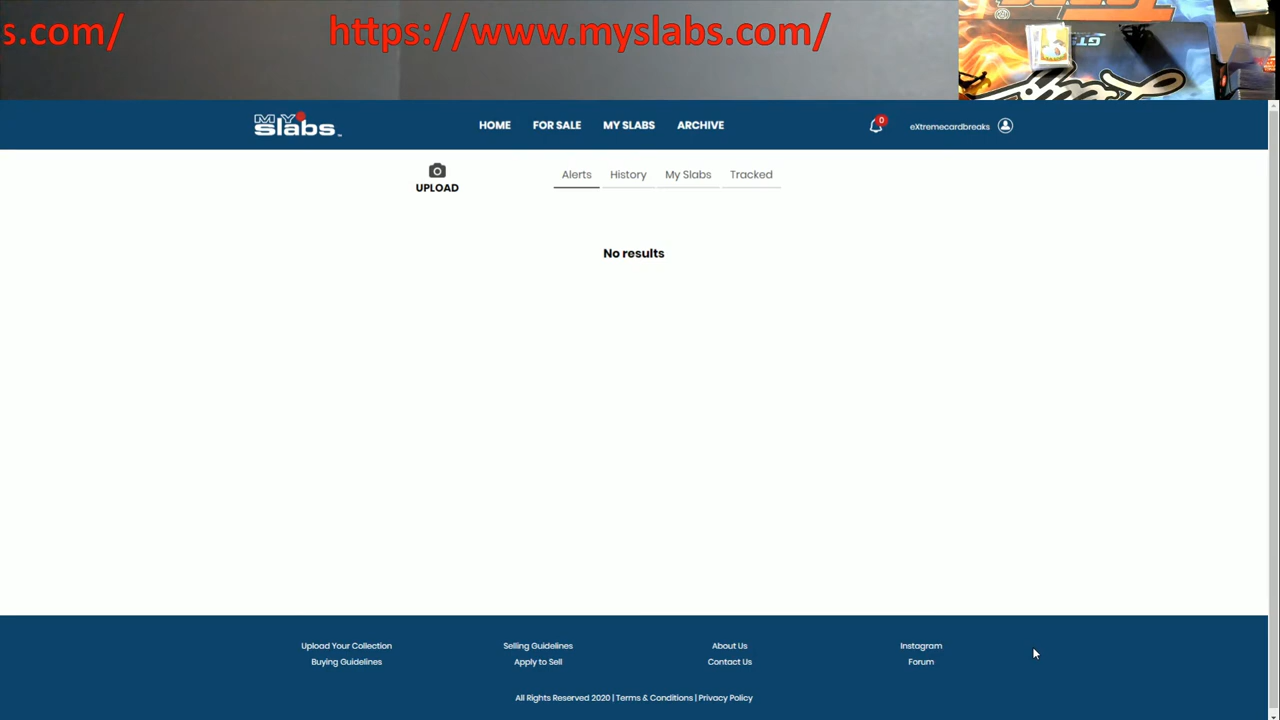 s.com/ https://www.myslabs.com/
MY slabs
HOME FOR SALE MY SLABS ARCHIVE
0
eXtremecardbreaks
UPLOAD
Alerts History My Slabs Tracked
No results
Upload Your Collection
Buying Guidelines
Selling Guidelines
Apply to Sell
About Us
Contact Us
Instagram
Forum
All Rights Reserved 2020 | Terms & Conditions | Privacy Policy